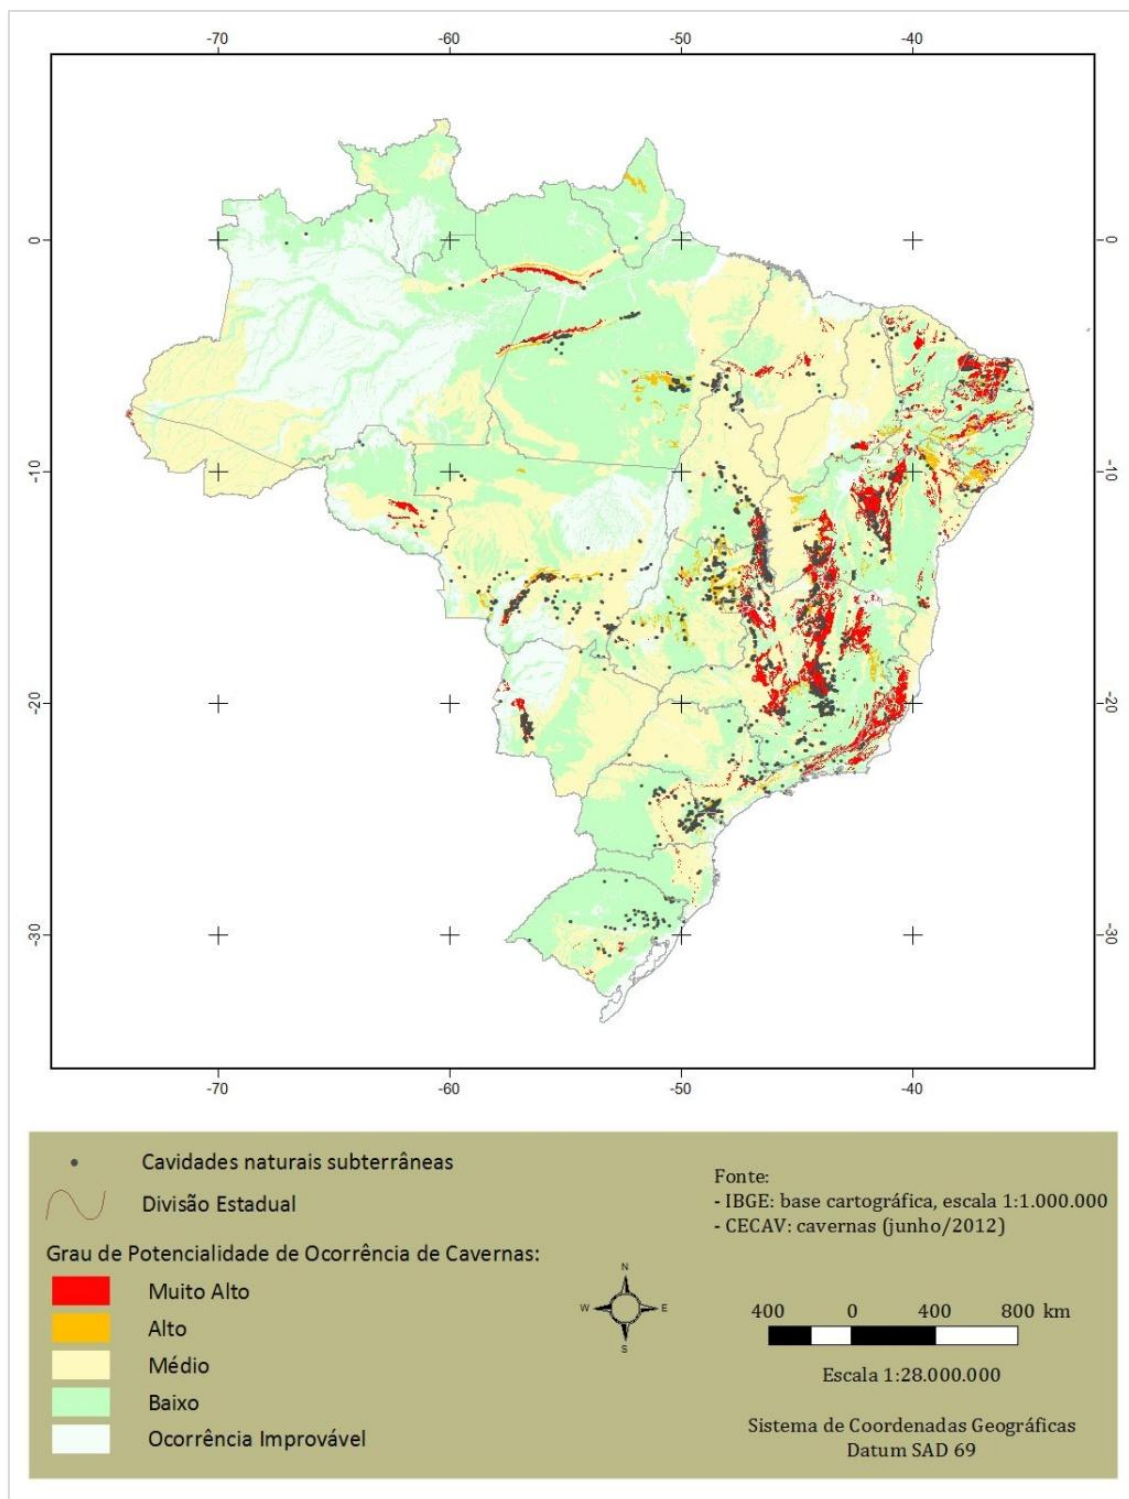 -70 -60 -50 -40
0 0
-10 -10
-20 -20
-30 -30
-70 -60 -50 -40
Cavidades naturais subterrâneas
Divisão Estadual
Grau de Potencialidade de Ocorrência de Cavernas:
Muito Alto
Alto
Médio
Baixo
Ocorrência Improvável
N
W E
S
Fonte:
- IBGE: base cartográfica, escala 1:1.000.000
- CECAV: cavernas (junho/2012)
400 0 400 800 km
Escala 1:28.000.000
Sistema de Coordenadas Geográficas
Datum SAD 69